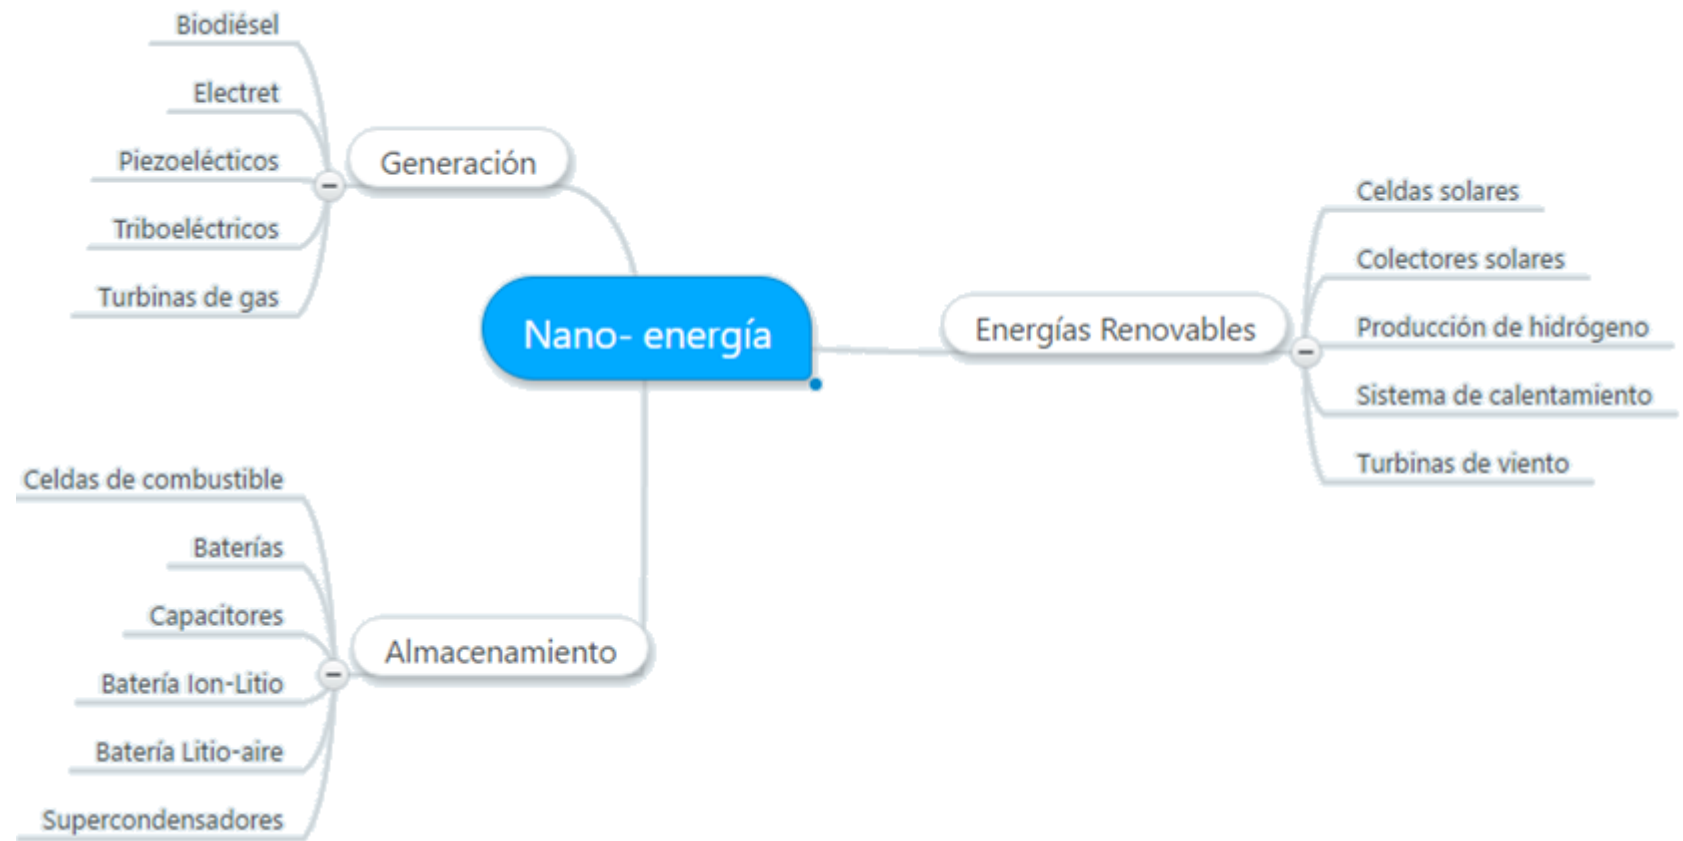 Biodiésel
Electret
Piezoelécticos
Triboeléctricos
Turbinas de gas
Generación
Nano- energía
Energías Renovables
Celdas solares
Colectores solares
Producción de hidrógeno
Sistema de calentamiento
Turbinas de viento
Celdas de combustible
Baterías
Capacitores
Batería Ion-Litio
Batería Litio-aire
Supercondensadores
Almacenamiento